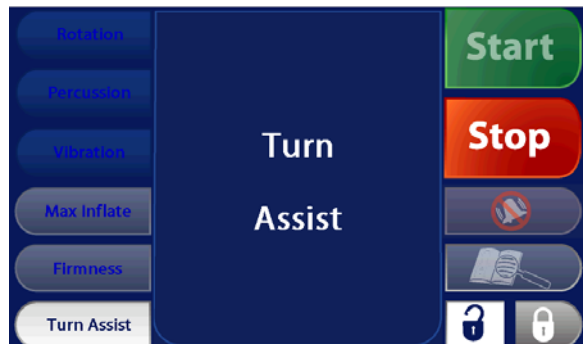 Rotation
Percussion
Vibration
Max Inflate
Firmness
Turn Assist
Turn
Assist
Start
Stop